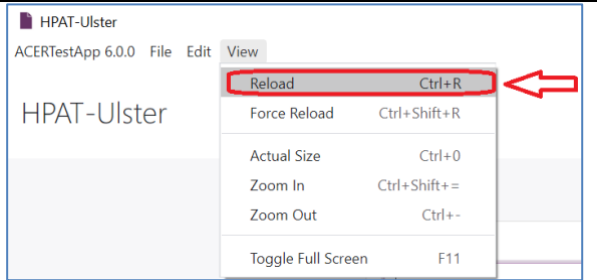 HPAT-Ulster
ACERTestApp 6.0.0 File Edit View
Reload Ctrl+R
HPAT-Ulster
Force Reload Ctrl+Shift+R
Actual Size Ctrl+0
Zoom In Ctrl+Shift+=
Zoom Out Ctrl+-
Toggle Full Screen F11